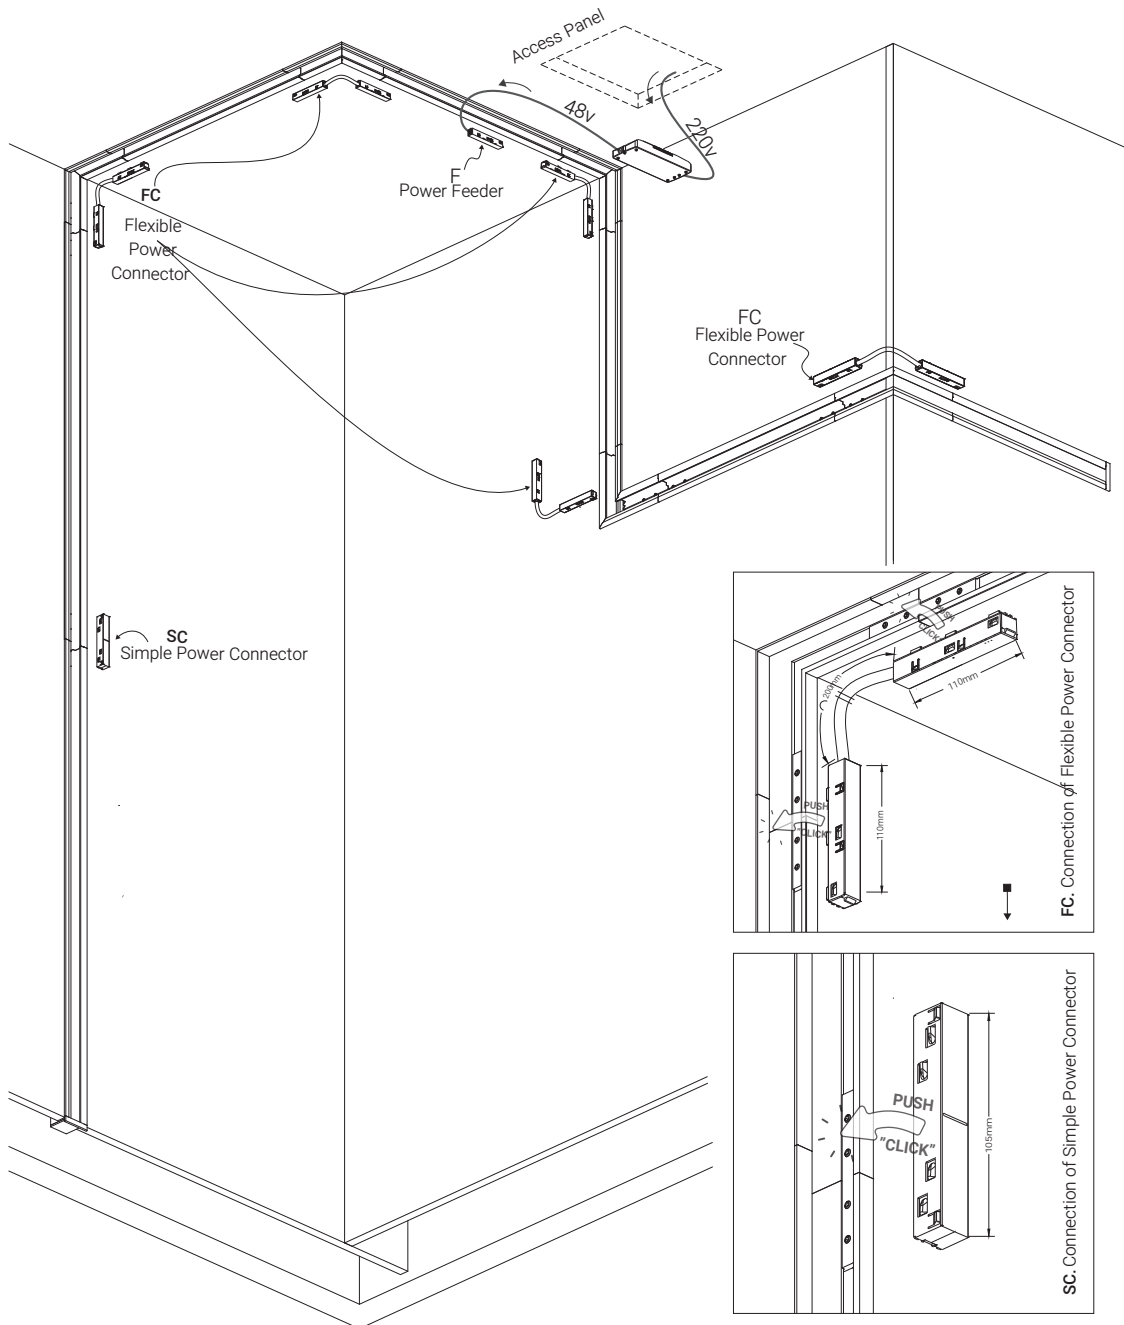 Access Panel
48v
220v
F
Power Feeder
FC
Flexible
Power
Connector
FC
Flexible Power
Connector
SC
Simple Power Connector
PUSH
"CLICK"
200mm
110mm
PUSH
"CLICK"
110mm
FC. Connection of Flexible Power Connector
PUSH
"CLICK"
105mm
SC. Connection of Simple Power Connector